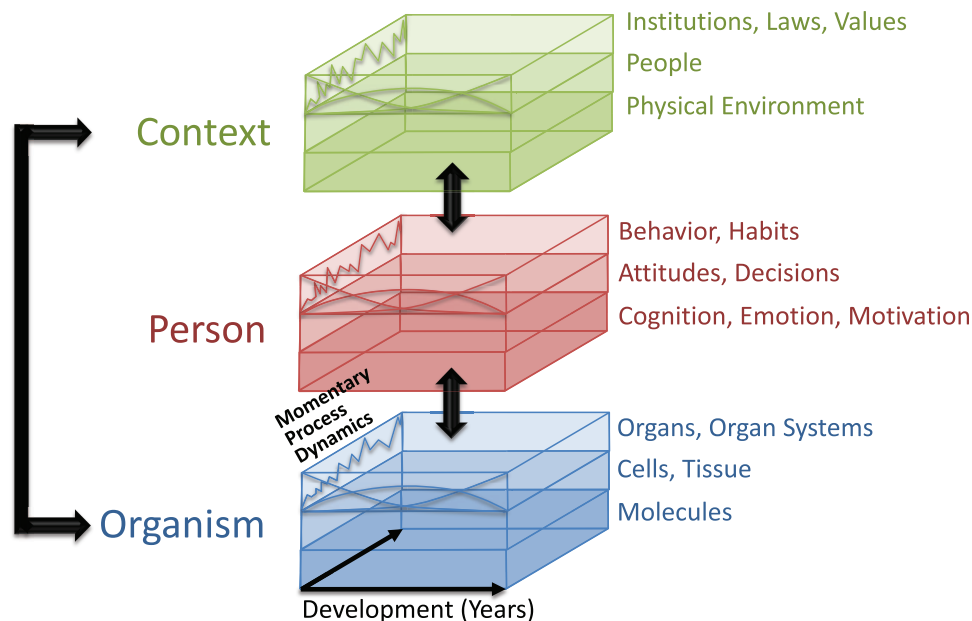 Institutions, Laws, Values
People
Physical Environment
Context
Behavior, Habits
Attitudes, Decisions
Cognition, Emotion, Motivation
Person
Momentary
Process
Dynamics
Organs, Organ Systems
Cells, Tissue
Molecules
Organism
Development (Years)